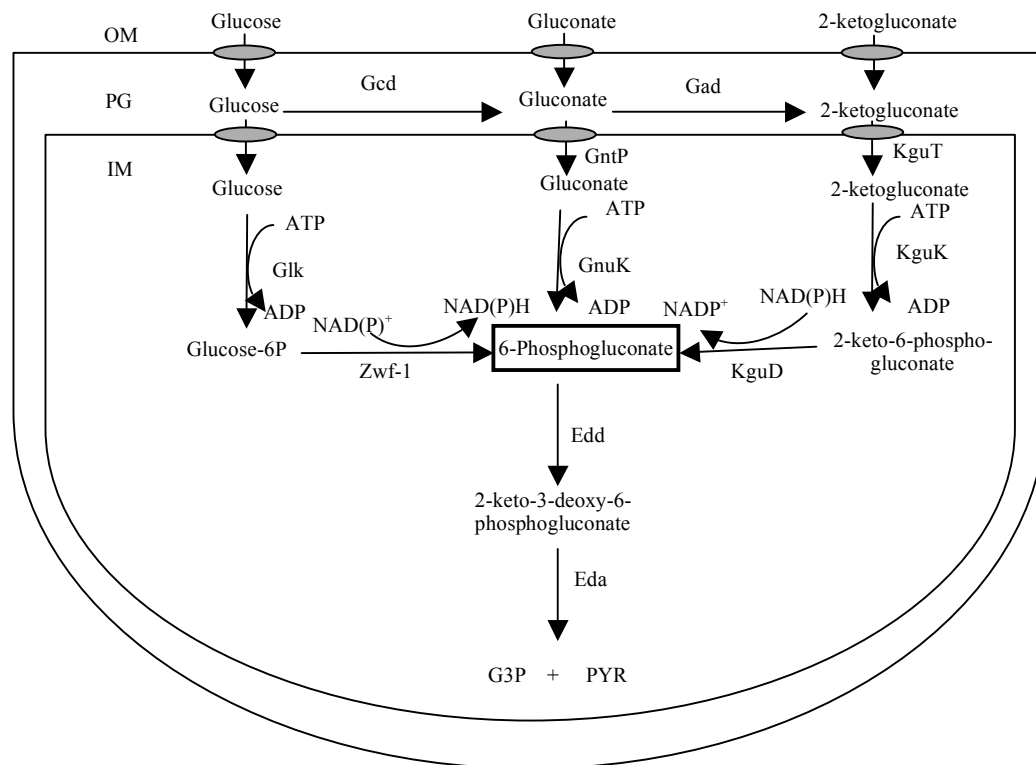 Glucose
Gluconate
2-ketogluconate
OM
PG
Glucose
Gcd
Gluconate
Gad
2-ketogluconate
IM
GntP
KguT
Glucose
Gluconate
2-ketogluconate
ATP
ATP
ATP
Glk
GnuK
KguK
ADP
ADP
ADP
NAD(P)+
NAD(P)H
NADP+
NAD(P)H
Glucose-6P
6-Phosphogluconate
2-keto-6-phospho-
gluconate
Zwf-1
KguD
Edd
2-keto-3-deoxy-6-
phosphogluconate
Eda
G3P + PYR